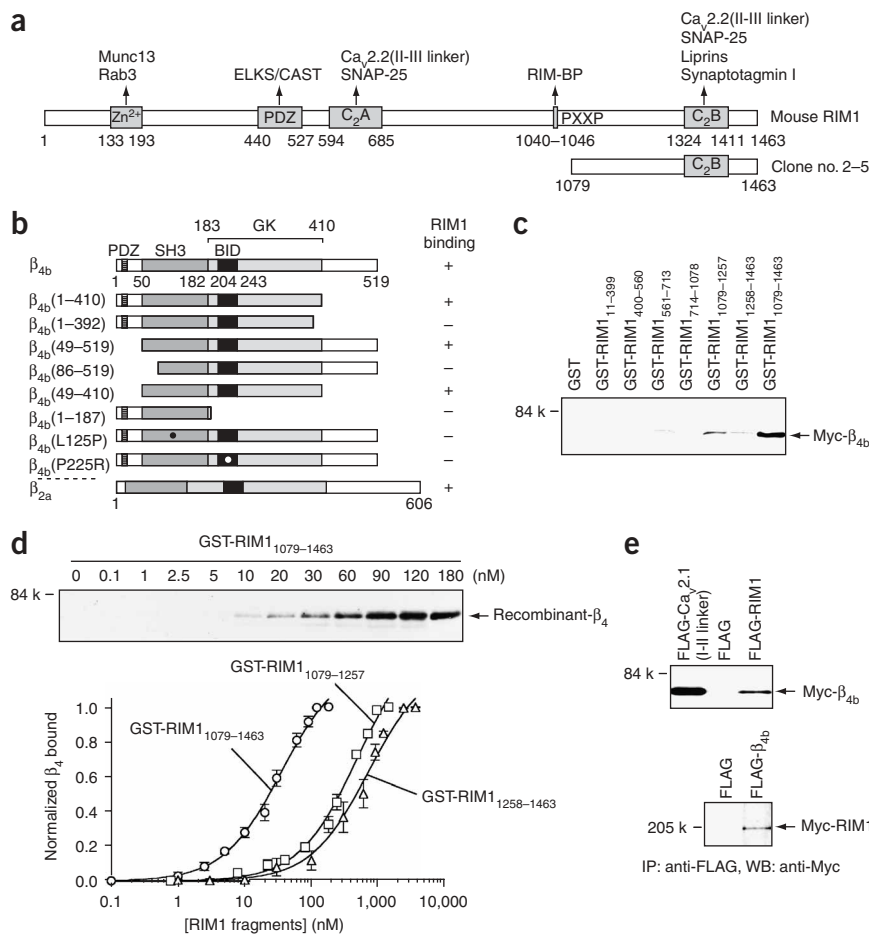 a
Munc13
Rab3
ELKS/CAST
Cav2.2(II-III linker)
SNAP-25
RIM-BP
Cav2.2(II-III linker)
SNAP-25
Liprins
Synaptotagmin I
Zn2+
PDZ
C2A
PXXP
C2B
Mouse RIM1
1
133 193
440 527
594 685
1040–1046
1324 1411 1463
C2B
Clone no. 2–5
1079 1463
b
183 GK 410
RIM1
binding
PDZ SH3 BID
β4b
+
1 50 182 204 243 519
β4b(1–410) +
β4b(1–392) –
β4b(49–519) +
β4b(86–519) –
β4b(49–410) +
β4b(1–187) –
β4b(L125P) –
β4b(P225R) –
β2a +
1 606
c
GST
GST-RIM111–399
GST-RIM1400–560
GST-RIM1561–713
GST-RIM1714–1078
GST-RIM11079–1257
GST-RIM11258–1463
GST-RIM11079–1463
84 k
Myc-β4b
d
GST-RIM11079–1463
0 0.1 1 2.5 5 10 20 30 60 90 120 180 (nM)
84 k
Recombinant-β4
GST-RIM11079–1257
GST-RIM11079–1463
GST-RIM11258–1463
Normalized β4 bound
1.0
0.8
0.6
0.4
0.2
0.0
0.1 1 10 100 1,000 10,000
[RIM1 fragments] (nM)
e
FLAG-Cav2.1
(I-II linker)
FLAG
FLAG-RIM1
84 k
Myc-β4b
FLAG
FLAG-β4b
205 k
Myc-RIM1
IP: anti-FLAG, WB: anti-Myc